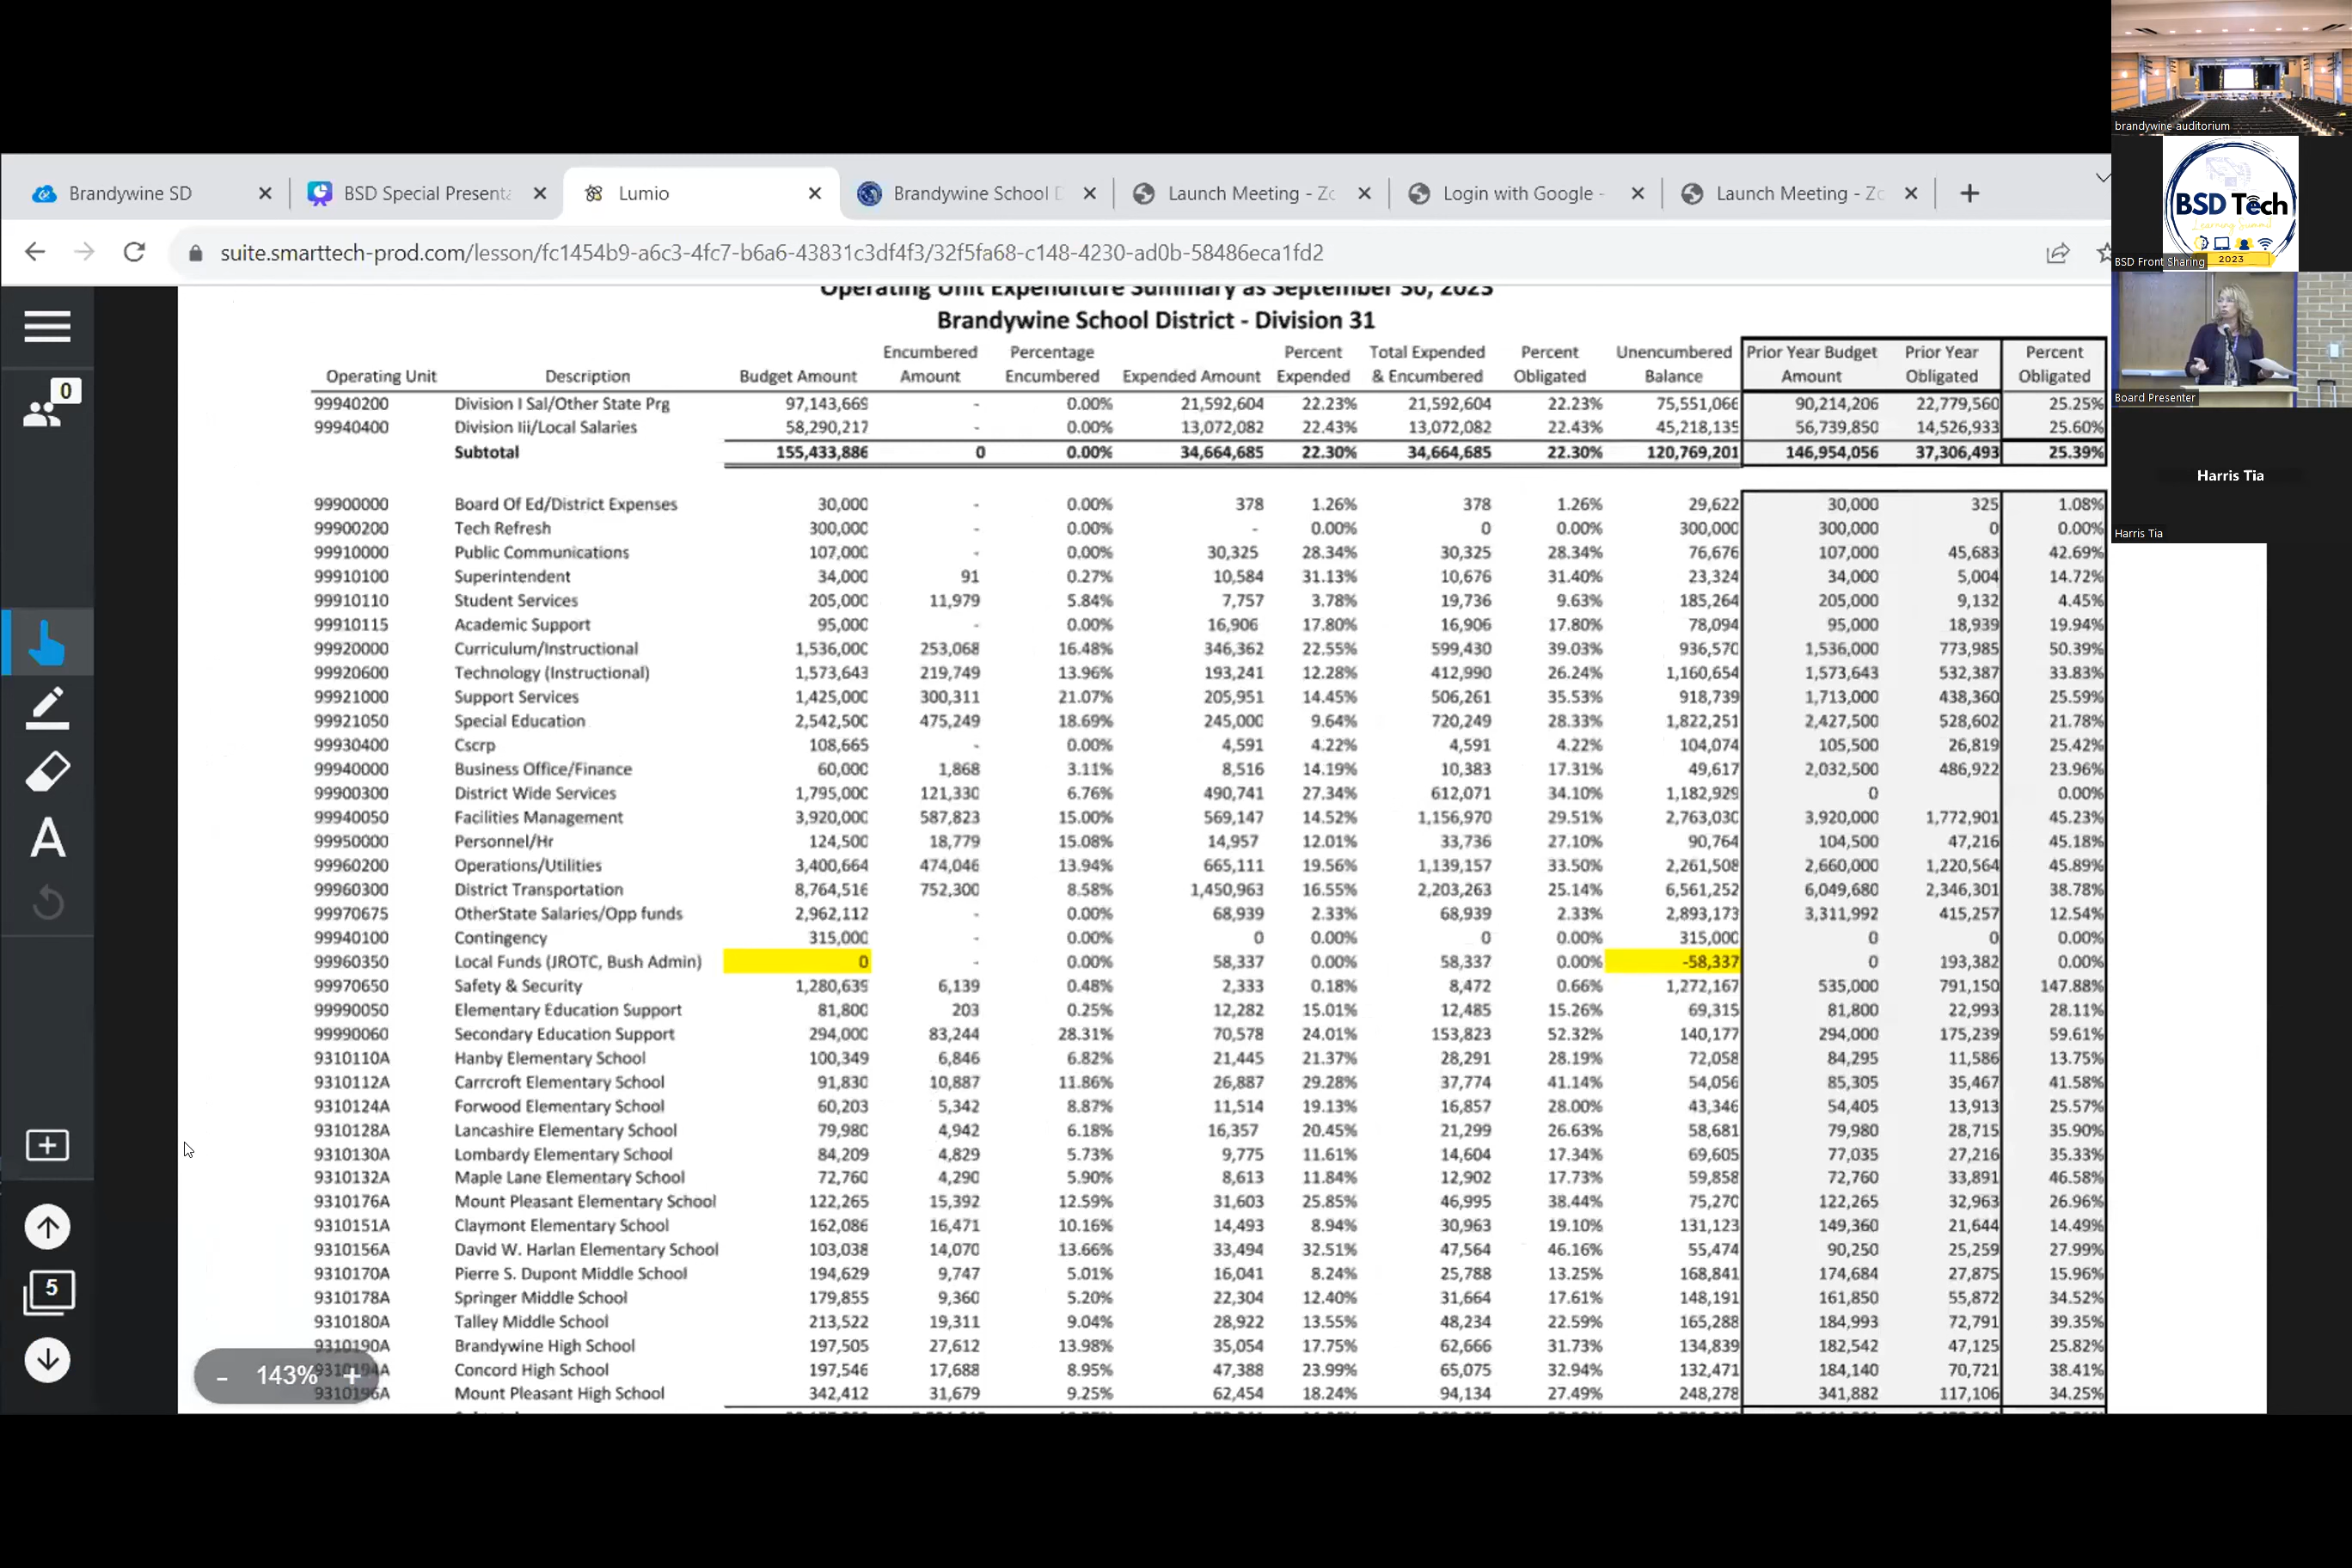 Brandywine SD
BSD Special Presenta
Lumio
Brandywine School D
Launch Meeting - Zo
Login with Google -
Launch Meeting - Zo
suite.smarttech-prod.com/lesson/fc1454b9-a6c3-4fc7-b6a6-43831c3df4f3/32f5fa68-c148-4230-ad0b-58486eca1fd2
Operating Unit Expenditure Summary as September 30, 2023
Brandywine School District - Division 31
Operating Unit Description Budget Amount Encumbered Amount Percentage Encumbered Expended Amount Percent Expended Total Expended & Encumbered Percent Obligated Unencumbered Balance Prior Year Budget Amount Prior Year Obligated Percent Obligated
99940200 Division I Sal/Other State Prg 97,143,669 - 0.00% 21,592,604 22.23% 21,592,604 22.23% 75,551,066 90,214,206 22,779,560 25.25%
99940400 Division Iii/Local Salaries 58,290,217 - 0.00% 13,072,082 22.43% 13,072,082 22.43% 45,218,135 56,739,850 14,526,933 25.60%
Subtotal 155,433,886 0 0.00% 34,664,685 22.30% 34,664,685 22.30% 120,769,201 146,954,056 37,306,493 25.39%
99900000 Board Of Ed/District Expenses 30,000 - 0.00% 378 1.26% 378 1.26% 29,622 30,000 325 1.08%
99900200 Tech Refresh 300,000 - 0.00% - 0.00% 0 0.00% 300,000 300,000 0 0.00%
99910000 Public Communications 107,000 - 0.00% 30,325 28.34% 30,325 28.34% 76,676 107,000 45,683 42.69%
99910100 Superintendent 34,000 91 0.27% 10,584 31.13% 10,676 31.40% 23,324 34,000 5,004 14.72%
99910110 Student Services 205,000 11,979 5.84% 7,757 3.78% 19,736 9.63% 185,264 205,000 9,132 4.45%
99910115 Academic Support 95,000 - 0.00% 16,906 17.80% 16,906 17.80% 78,094 95,000 18,939 19.94%
99920000 Curriculum/Instructional 1,536,000 253,068 16.48% 346,362 22.55% 599,430 39.03% 936,570 1,536,000 773,985 50.39%
99920600 Technology (Instructional) 1,573,643 219,749 13.96% 193,241 12.28% 412,990 26.24% 1,160,654 1,573,643 532,387 33.83%
99921000 Support Services 1,425,000 300,311 21.07% 205,951 14.45% 506,261 35.53% 918,739 1,713,000 438,360 25.59%
99921050 Special Education 2,542,500 475,249 18.69% 245,000 9.64% 720,249 28.33% 1,822,251 2,427,500 528,602 21.78%
99930400 Cscrp 108,665 - 0.00% 4,591 4.22% 4,591 4.22% 104,074 105,500 26,819 25.42%
99940000 Business Office/Finance 60,000 1,868 3.11% 8,516 14.19% 10,383 17.31% 49,617 2,032,500 486,922 23.96%
99900300 District Wide Services 1,795,000 121,330 6.76% 490,741 27.34% 612,071 34.10% 1,182,929 0 0.00%
99940050 Facilities Management 3,920,000 587,823 15.00% 569,147 14.52% 1,156,970 29.51% 2,763,030 3,920,000 1,772,901 45.23%
99950000 Personnel/Hr 124,500 18,779 15.08% 14,957 12.01% 33,736 27.10% 90,764 104,500 47,216 45.18%
99960200 Operations/Utilities 3,400,664 474,046 13.94% 665,111 19.56% 1,139,157 33.50% 2,261,508 2,660,000 1,220,564 45.89%
99960300 District Transportation 8,764,516 752,300 8.58% 1,450,963 16.55% 2,203,263 25.14% 6,561,252 6,049,680 2,346,301 38.78%
99970675 OtherState Salaries/Opp funds 2,962,112 - 0.00% 68,939 2.33% 68,939 2.33% 2,893,173 3,311,992 415,257 12.54%
99940100 Contingency 315,000 - 0.00% 0 0.00% 0 0.00% 315,000 0 0 0.00%
99960350 Local Funds (JROTC, Bush Admin) 0 - 0.00% 58,337 0.00% 58,337 0.00% -58,337 0 193,382 0.00%
99970650 Safety & Security 1,280,639 6,139 0.48% 2,333 0.18% 8,472 0.66% 1,272,167 535,000 791,150 147.88%
99990050 Elementary Education Support 81,800 203 0.25% 12,282 15.01% 12,485 15.26% 69,315 81,800 22,993 28.11%
99990060 Secondary Education Support 294,000 83,244 28.31% 70,578 24.01% 153,823 52.32% 140,177 294,000 175,239 59.61%
9310110A Hanby Elementary School 100,349 6,846 6.82% 21,445 21.37% 28,291 28.19% 72,058 84,295 11,586 13.75%
9310112A Carrcroft Elementary School 91,830 10,887 11.86% 26,887 29.28% 37,774 41.14% 54,056 85,305 35,467 41.58%
9310124A Forwood Elementary School 60,203 5,342 8.87% 11,514 19.13% 16,857 28.00% 43,346 54,405 13,913 25.57%
9310128A Lancashire Elementary School 79,980 4,942 6.18% 16,357 20.45% 21,299 26.63% 58,681 79,980 28,715 35.90%
9310130A Lombardy Elementary School 84,209 4,829 5.73% 9,775 11.61% 14,604 17.34% 69,605 77,035 27,216 35.33%
9310132A Maple Lane Elementary School 72,760 4,290 5.90% 8,613 11.84% 12,902 17.73% 59,858 72,760 33,891 46.58%
9310176A Mount Pleasant Elementary School 122,265 15,392 12.59% 31,603 25.85% 46,995 38.44% 75,270 122,265 32,963 26.96%
9310151A Claymont Elementary School 162,086 16,471 10.16% 14,493 8.94% 30,963 19.10% 131,123 149,360 21,644 14.49%
9310156A David W. Harlan Elementary School 103,038 14,070 13.66% 33,494 32.51% 47,564 46.16% 55,474 90,250 25,259 27.99%
9310170A Pierre S. Dupont Middle School 194,629 9,747 5.01% 16,041 8.24% 25,788 13.25% 168,841 174,684 27,875 15.96%
9310178A Springer Middle School 179,855 9,360 5.20% 22,304 12.40% 31,664 17.61% 148,191 161,850 55,872 34.52%
9310180A Talley Middle School 213,522 19,311 9.04% 28,922 13.55% 48,234 22.59% 165,288 184,993 72,791 39.35%
9310190A Brandywine High School 197,505 27,612 13.98% 35,054 17.75% 62,666 31.73% 134,839 182,542 47,125 25.82%
9310194A Concord High School 197,546 17,688 8.95% 47,388 23.99% 65,075 32.94% 132,471 184,140 70,721 38.41%
9310196A Mount Pleasant High School 342,412 31,679 9.25% 62,454 18.24% 94,134 27.49% 248,278 341,882 117,106 34.25%
0
A
5
- 143% +
brandywine auditorium
BSD Tech
Learning Summit
2023
BSD Front Sharing
Board Presenter
Harris Tia
Harris Tia